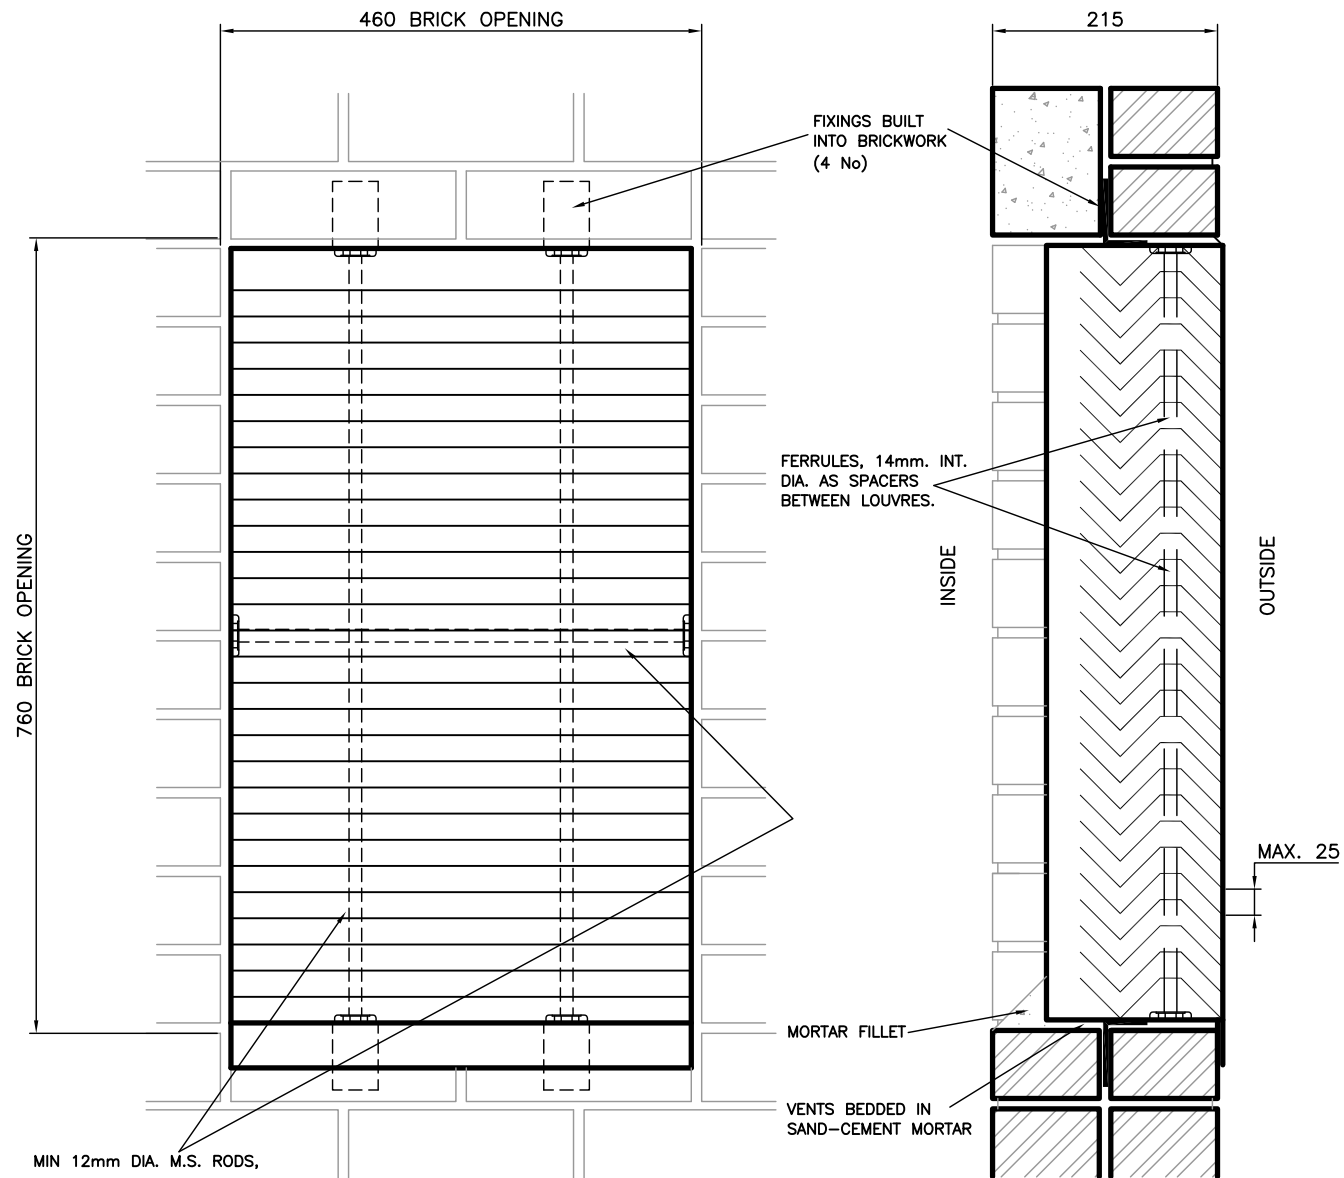 460 BRICK OPENING
215
FIXINGS BUILT
INTO BRICKWORK
(4 No)
FERRULES, 14mm. INT.
DIA. AS SPACERS
BETWEEN LOUVRES.
INSIDE
OUTSIDE
760 BRICK OPENING
MAX. 25
MORTAR FILLET
VENTS BEDDED IN
SAND-CEMENT MORTAR
MIN 12mm DIA. M.S. RODS,